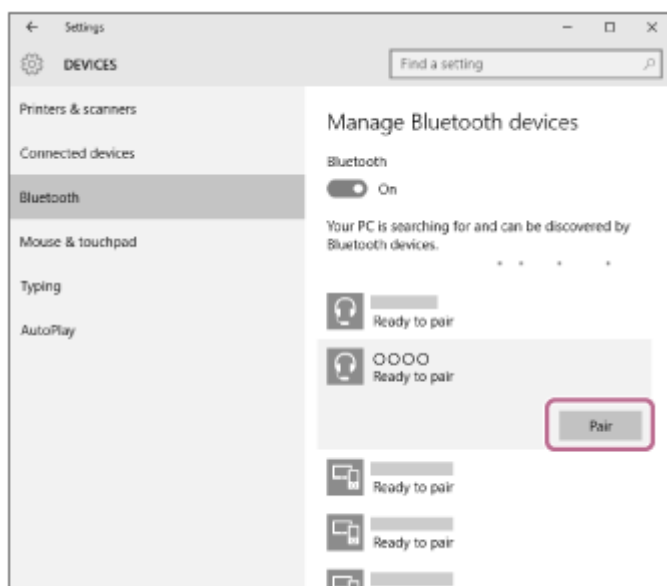 Settings
DEVICES
Find a setting
Printers & scanners
Connected devices
Bluetooth
Mouse & touchpad
Typing
AutoPlay
Manage Bluetooth devices
Bluetooth
On
Your PC is searching for and can be discovered by
Bluetooth devices.
Ready to pair
OOOO
Ready to pair
Pair
Ready to pair
Ready to pair